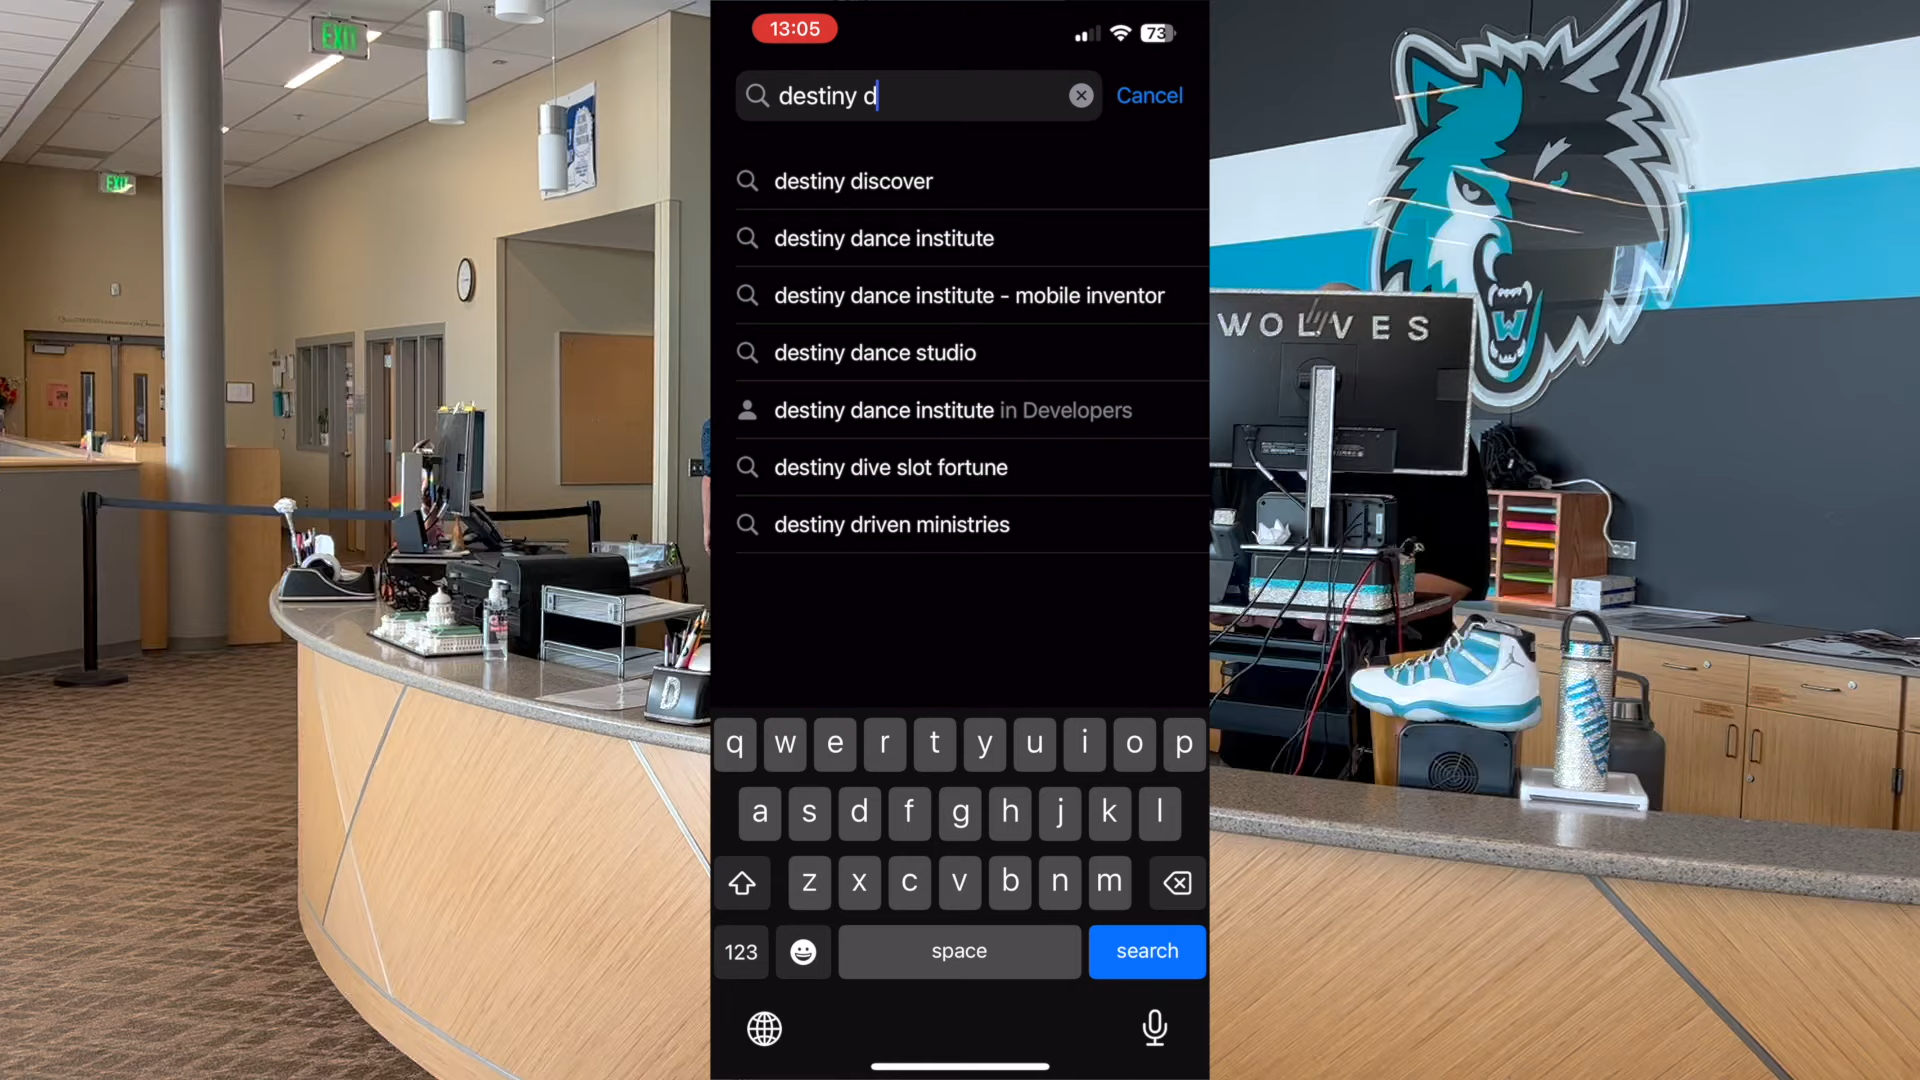 EXIT
EXIT
13:05
73
destiny d
Cancel
destiny discover
destiny dance institute
destiny dance institute - mobile inventor
destiny dance studio
destiny dance institute in Developers
destiny dive slot fortune
destiny driven ministries
q w e r t y u i o p
a s d f g h j k l
z x c v b n m
123
space
search
WOLVES
hp
W
D